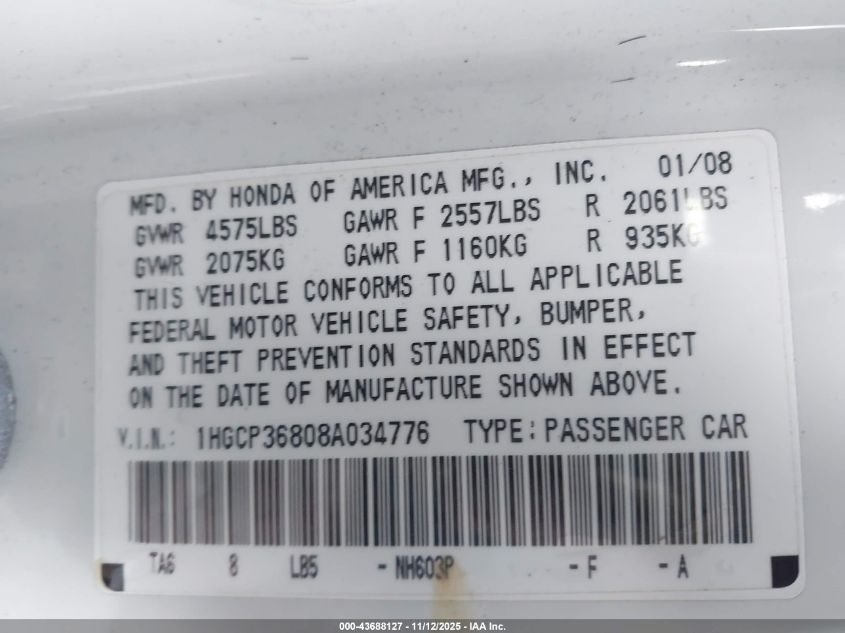 MFD. BY HONDA OF AMERICA MFG., INC. 01/08
GVWR 4575LBS GAWR F 2557LBS R 2061LBS
GVWR 2075KG GAWR F 1160KG R 935KG
THIS VEHICLE CONFORMS TO ALL APPLICABLE
FEDERAL MOTOR VEHICLE SAFETY, BUMPER,
AND THEFT PREVENTION STANDARDS IN EFFECT
ON THE DATE OF MANUFACTURE SHOWN ABOVE.
V.I.N.: 1HGCP36808A034776 TYPE: PASSENGER CAR
TA6 8 LB5 - NH603P - F - A
000-43688127 - 11/12/2025 - IAA Inc.